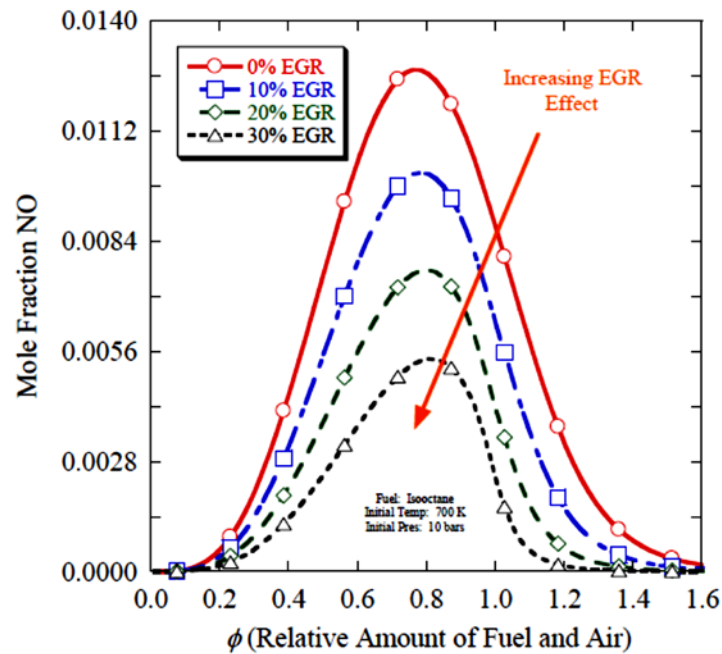 0.0140
0.0112
0.0084
0.0056
0.0028
0.0000
Mole Fraction NO
0% EGR
10% EGR
20% EGR
30% EGR
Increasing EGR
Effect
Fuel: Isooctane
Initial Temp: 700 K
Initial Pres: 10 bars
0.0 0.2 0.4 0.6 0.8 1.0 1.2 1.4 1.6
ϕ (Relative Amount of Fuel and Air)